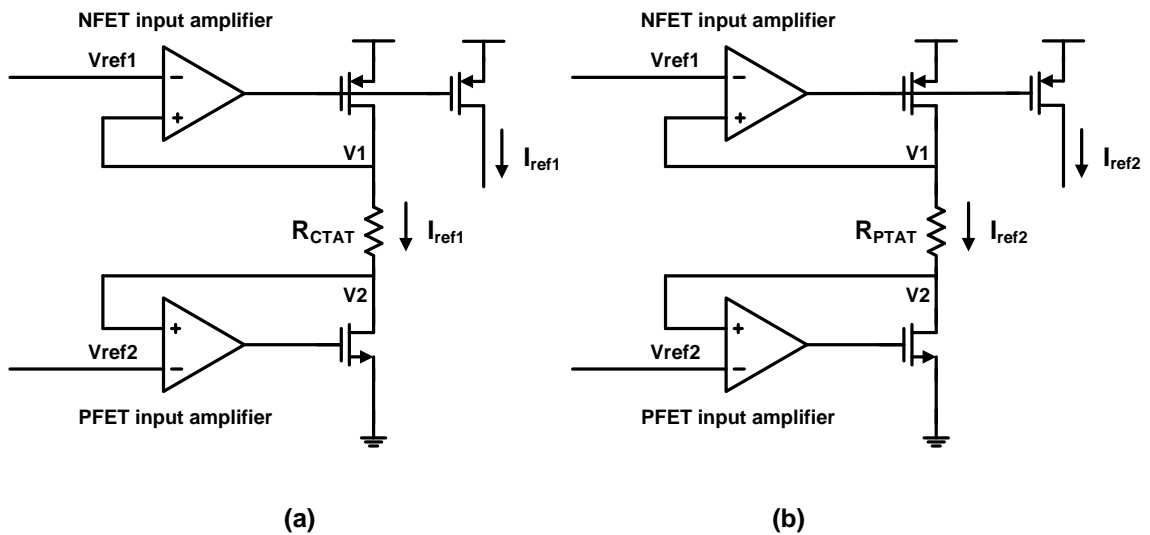 NFET input amplifier
Vref1
−
+
V1
Iref1
RCTAT
Iref1
V2
+
Vref2
−
PFET input amplifier
(a)
NFET input amplifier
Vref1
−
+
V1
Iref2
RPTAT
Iref2
V2
+
Vref2
−
PFET input amplifier
(b)